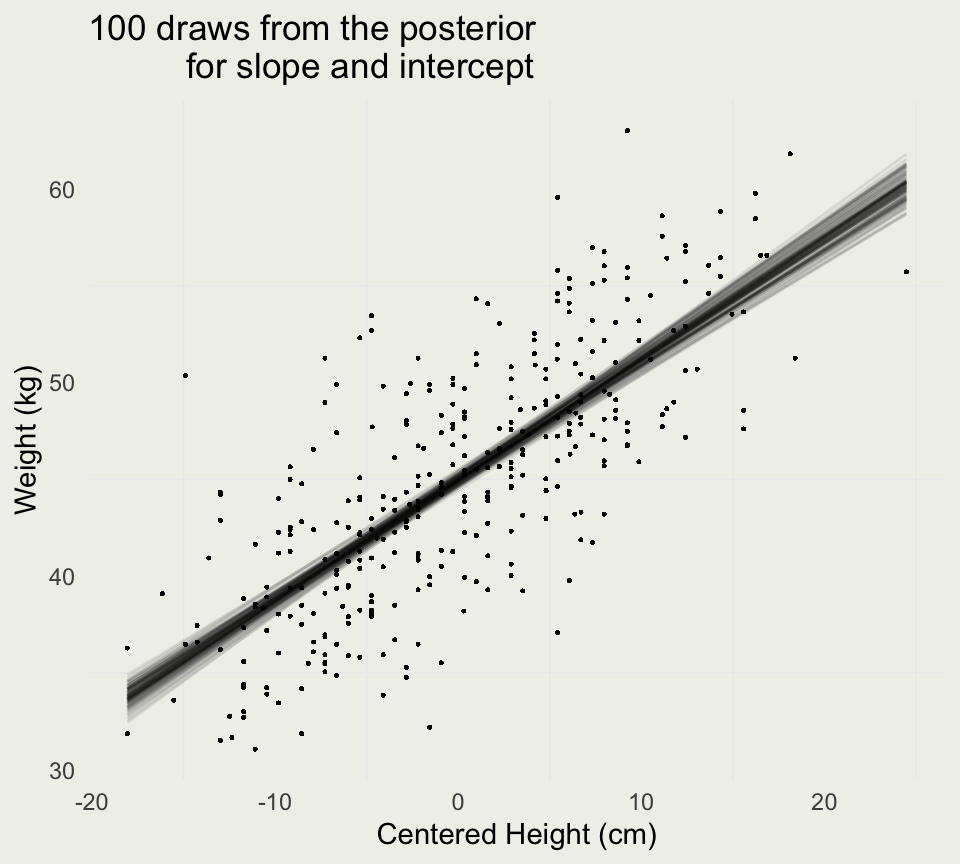 100 draws from the posterior
for slope and intercept
60
50
40
30
Weight (kg)
-20 -10 0 10 20
Centered Height (cm)